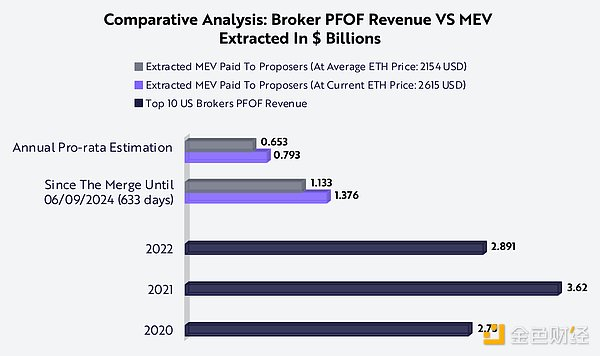 Comparative Analysis: Broker PFOF Revenue VS MEV
Extracted In $ Billions
Extracted MEV Paid To Proposers (At Average ETH Price: 2154 USD)
Extracted MEV Paid To Proposers (At Current ETH Price: 2615 USD)
Top 10 US Brokers PFOF Revenue
Annual Pro-rata Estimation
0.653
0.793
Since The Merge Until
06/09/2024 (633 days)
1.133
1.376
2022
2.891
2021
3.62
2020
金色财经